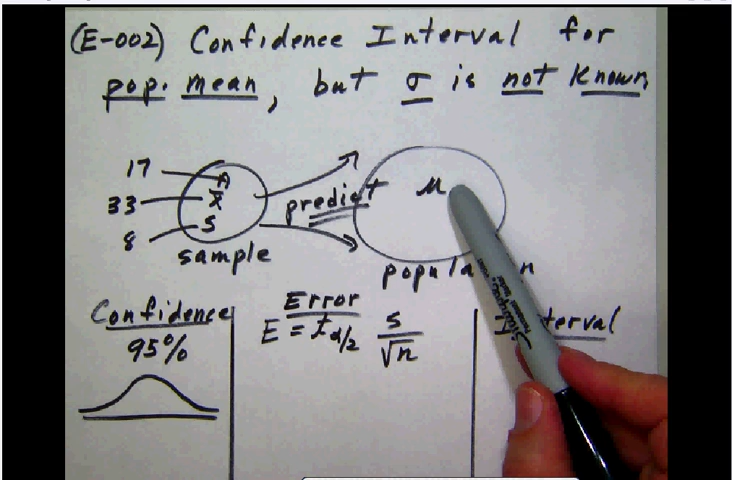 (E-002) Confidence Interval for
pop. mean, but σ is not known,
17 n
33 x̄
8 s
sample
predict
μ
Confidence
95%
Error
E = t α/2 s/√n